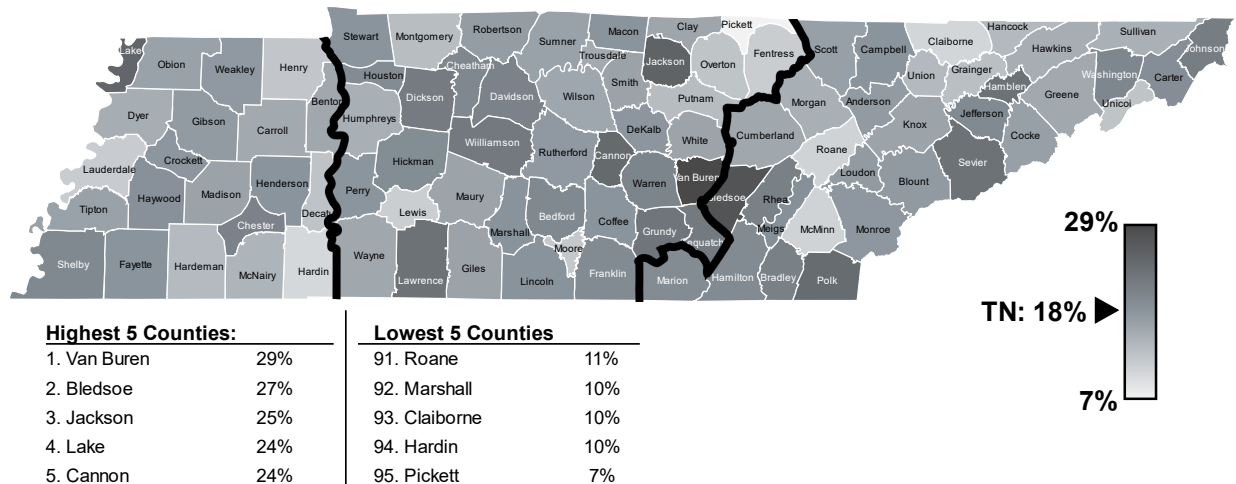 Pickett
Clay
Hancock
Stewart
Montgomery
Robertson
Macon
Sullivan
Sumner
Claiborne
Lake
Trousdale
Fentress
Scott
Campbell
Hawkins
Johnson
Obion
Weakley
Henry
Houston
Cheatham
Jackson
Overton
Union
Grainger
Washington
Carter
Smith
Hamblen
Benton
Dickson
Davidson
Wilson
Putnam
Morgan
Anderson
Greene
Unicoi
Dyer
Gibson
Carroll
Humphreys
Jefferson
DeKalb
White
Cumberland
Knox
Cocke
Williamson
Rutherford
Cannon
Roane
Crockett
Hickman
Sevier
Lauderdale
Loudon
Henderson
Perry
Warren
Van Buren
Blount
Haywood
Madison
Maury
Bledsoe
Rhea
Tipton
Decatur
Lewis
Bedford
Coffee
Chester
Marshall
Grundy
Meigs
McMinn
Monroe
Sequatchie
Moore
Shelby
Fayette
Hardeman
McNairy
Hardin
Wayne
Lawrence
Giles
Lincoln
Franklin
Marion
Hamilton
Bradley
Polk
29%
TN: 18%
7%
Highest 5 Counties:
1. Van Buren 29%
2. Bledsoe 27%
3. Jackson 25%
4. Lake 24%
5. Cannon 24%
Lowest 5 Counties
91. Roane 11%
92. Marshall 10%
93. Claiborne 10%
94. Hardin 10%
95. Pickett 7%